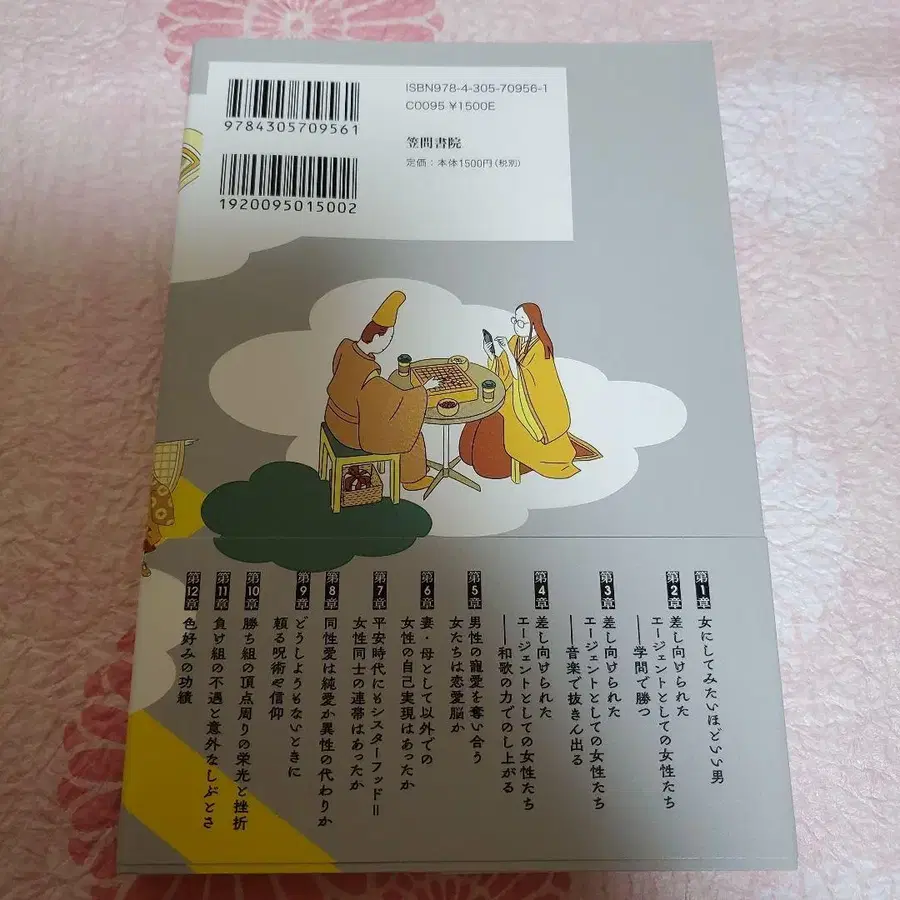 ISBN978-4-305-70956-1
C0095 ¥1500E
9784305709561
笠間書院
定価：本体1500円（税別）
1920095015002
第1章 女にしてみたいほどいい男
第2章 差し向けられた
エージェントとしての女性たち
――学問で勝つ
第3章 差し向けられた
エージェントとしての女性たち
――音楽で抜きん出る
第4章 差し向けられた
エージェントとしての女性たち
――和歌の力でのし上がる
第5章 男性の寵愛を奪い合う
女たちは恋愛脳か
第6章 妻・母として以外での
女性の自己実現はあったか
第7章 平安時代にもシスターフッド＝
女性同士の連帯はあったか
第8章 同性愛は純愛か異性の代わりか
第9章 どうしようもないときに
頼る呪術や信仰
第10章 勝ち組の頂点周りの栄光と挫折
第11章 負け組の不遇と意外なしぶとさ
第12章 色好みの功績